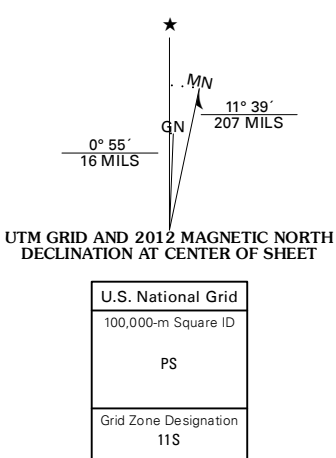 ★
MN
11° 39´
207 MILS
GN
0° 55´
16 MILS
UTM GRID AND 2012 MAGNETIC NORTH
DECLINATION AT CENTER OF SHEET
U.S. National Grid
100,000-m Square ID
PS
Grid Zone Designation
11S